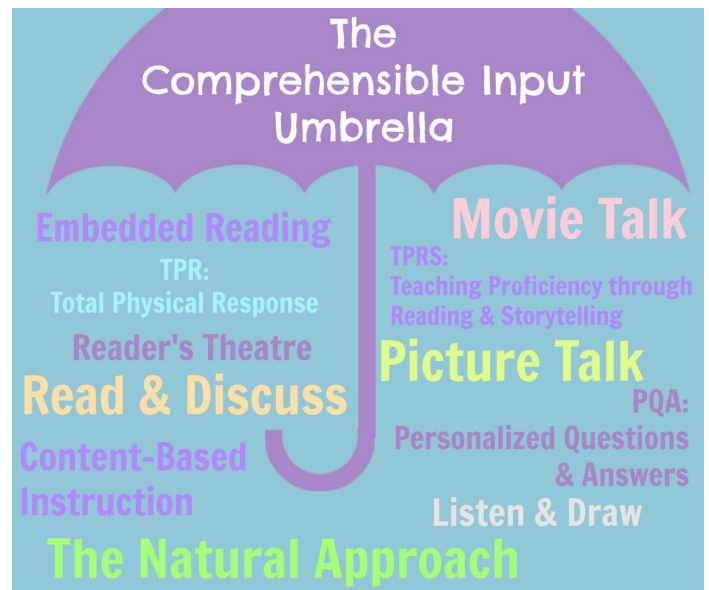 The
Comprehensible Input
Umbrella
Embedded Reading
TPR:
Total Physical Response
Reader's Theatre
Read & Discuss
Content-Based
Instruction
Movie Talk
TPRS:
Teaching Proficiency through
Reading & Storytelling
Picture Talk
PQA:
Personalized Questions
& Answers
Listen & Draw
The Natural Approach